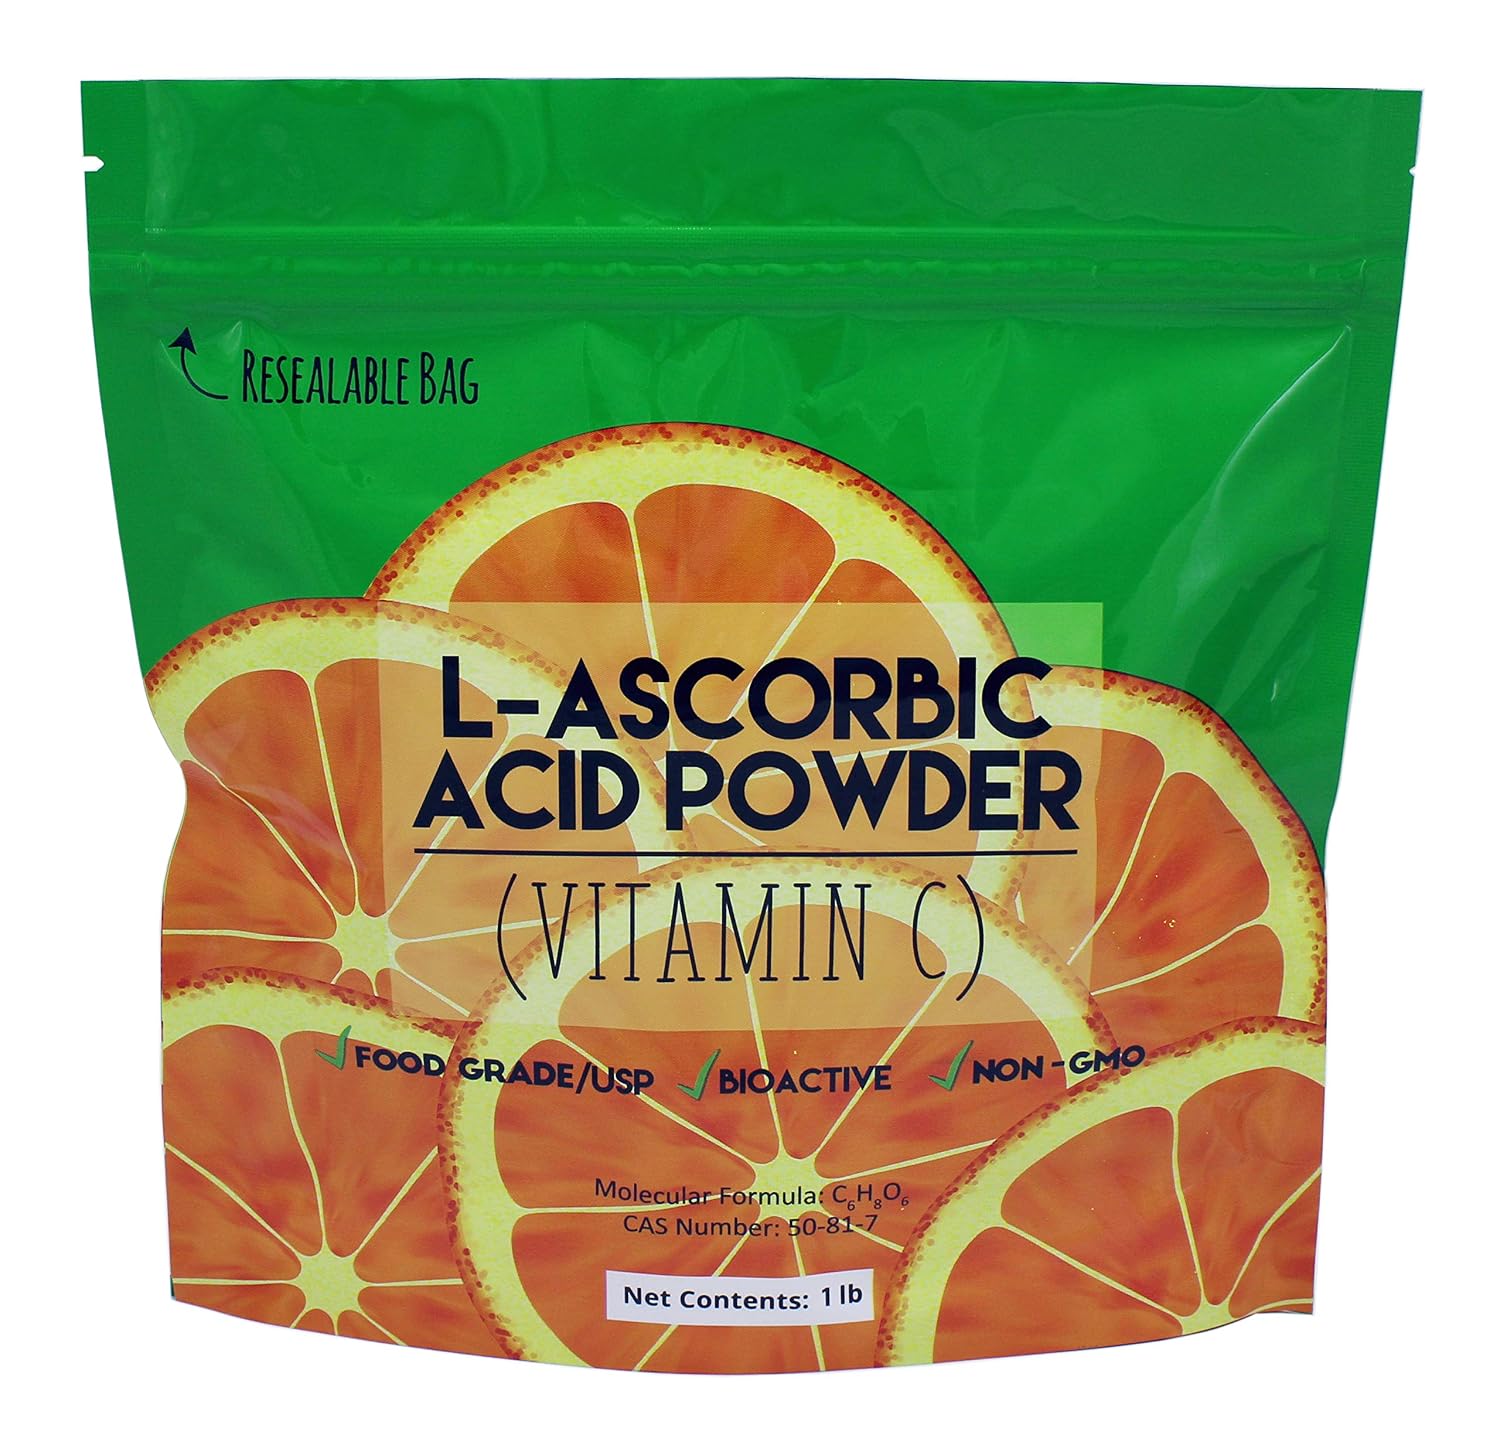 RESEALABLE BAG
L-ASCORBIC
ACID POWDER
(VITAMIN C)
✓FOOD GRADE/USP ✓BIOACTIVE ✓NON-GMO
Molecular Formula: C₆H₈O₆
CAS Number: 50-81-7
Net Contents: 1 lb